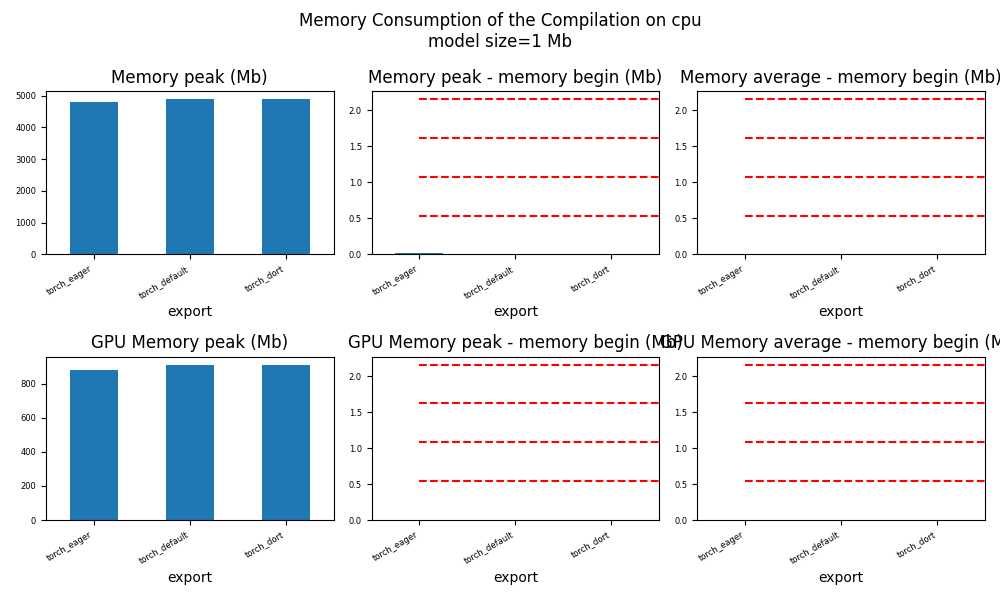 Memory Consumption of the Compilation on cpu
model size=1 Mb
Memory peak (Mb)
5000
4000
3000
2000
1000
0
torch_eager
torch_default
torch_dort
export
Memory peak - memory begin (Mb)
2.0
1.5
1.0
0.5
0.0
torch_eager
torch_default
torch_dort
export
Memory average - memory begin (Mb)
2.0
1.5
1.0
0.5
0.0
torch_eager
torch_default
torch_dort
export
GPU Memory peak (Mb)
800
600
400
200
0
torch_eager
torch_default
torch_dort
export
GPU Memory peak - memory begin (Mb)
2.0
1.5
1.0
0.5
0.0
torch_eager
torch_default
torch_dort
export
GPU Memory average - memory begin (M
2.0
1.5
1.0
0.5
0.0
torch_eager
torch_default
torch_dort
export